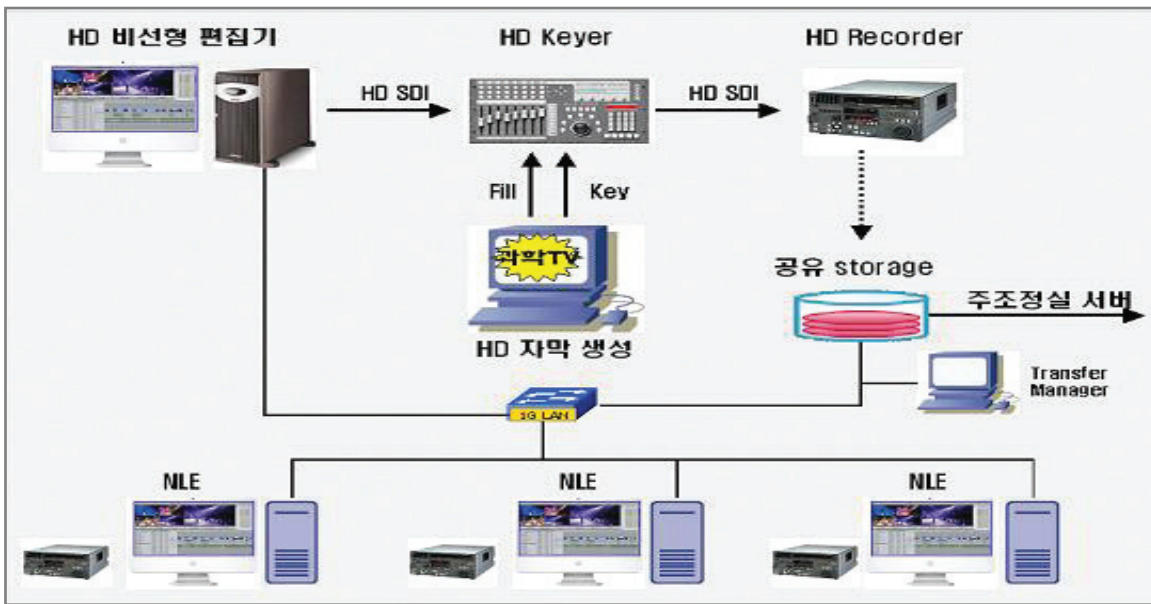 HD 비선형 편집기
HD Keyer
HD Recorder
HD SDI
HD SDI
Fill
Key
과학TV
HD 자막 생성
공유 storage
주조정실 서버
Transfer
Manager
1G LAN
NLE
NLE
NLE